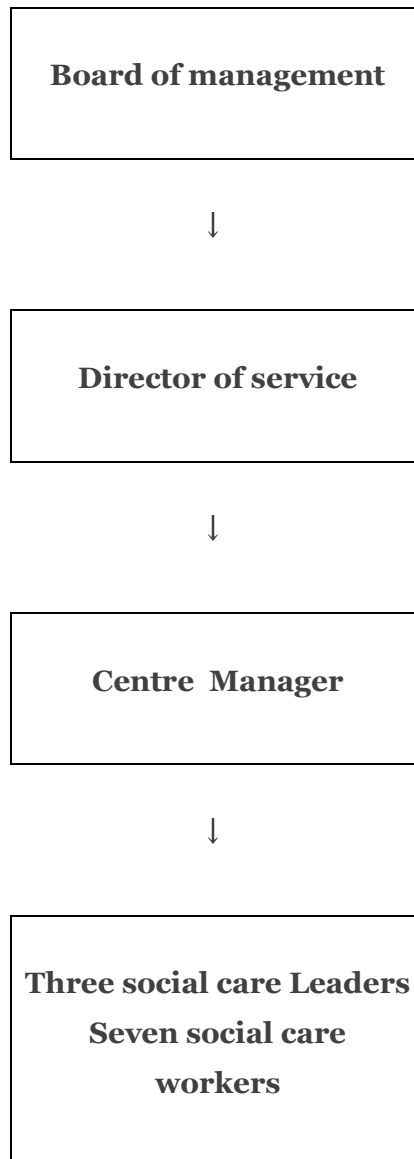 Board of management
↓
Director of service
↓
Centre Manager
↓
Three social care Leaders
Seven social care
workers